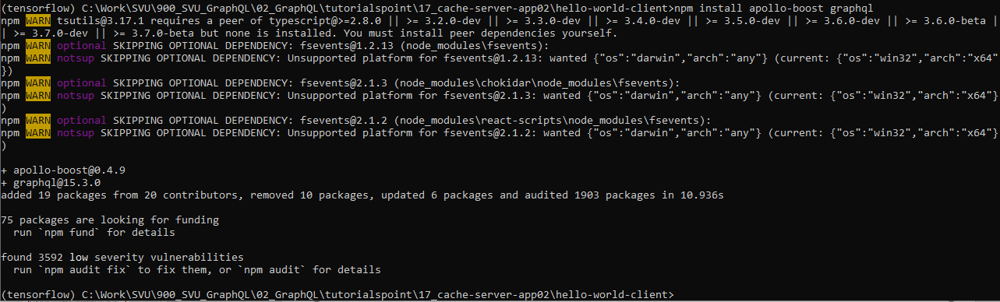 (tensorflow) C:\Work\SVU\900_SVU_GraphQL\02_GraphQL\tutorialspoint\17_cache-server-app02\hello-world-client>npm install apollo-boost graphql
npm WARN tsutils@3.17.1 requires a peer of typescript@>=2.8.0 || >= 3.2.0-dev || >= 3.3.0-dev || >= 3.4.0-dev || >= 3.5.0-dev || >= 3.6.0-dev || >= 3.6.0-beta |
| >= 3.7.0-dev || >= 3.7.0-beta but none is installed. You must install peer dependencies yourself.
npm WARN optional SKIPPING OPTIONAL DEPENDENCY: fsevents@1.2.13 (node_modules\fsevents):
npm WARN notsup SKIPPING OPTIONAL DEPENDENCY: Unsupported platform for fsevents@1.2.13: wanted {"os":"darwin","arch":"any"} (current: {"os":"win32","arch":"x64"
})
npm WARN optional SKIPPING OPTIONAL DEPENDENCY: fsevents@2.1.3 (node_modules\chokidar\node_modules\fsevents):
npm WARN notsup SKIPPING OPTIONAL DEPENDENCY: Unsupported platform for fsevents@2.1.3: wanted {"os":"darwin","arch":"any"} (current: {"os":"win32","arch":"x64"}
)
npm WARN optional SKIPPING OPTIONAL DEPENDENCY: fsevents@2.1.2 (node_modules\react-scripts\node_modules\fsevents):
npm WARN notsup SKIPPING OPTIONAL DEPENDENCY: Unsupported platform for fsevents@2.1.2: wanted {"os":"darwin","arch":"any"} (current: {"os":"win32","arch":"x64"}
)
+ apollo-boost@0.4.9
+ graphql@15.3.0
added 19 packages from 20 contributors, removed 10 packages, updated 6 packages and audited 1903 packages in 10.936s
75 packages are looking for funding
run `npm fund` for details
found 3592 low severity vulnerabilities
run `npm audit fix` to fix them, or `npm audit` for details
(tensorflow) C:\Work\SVU\900_SVU_GraphQL\02_GraphQL\tutorialspoint\17_cache-server-app02\hello-world-client>